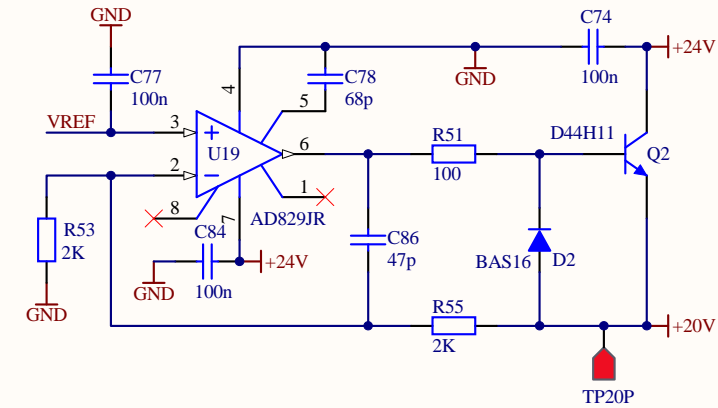 GND
C74
+24V
C77
100n
4
C78
68p
GND
100n
5
VREF
3
U19
6
R51
100
D44H11
Q2
2
1
8
7
AD829JR
R53
2K
C84
+24V
C86
47p
BAS16
D2
GND
100n
GND
R55
2K
+20V
TP20P